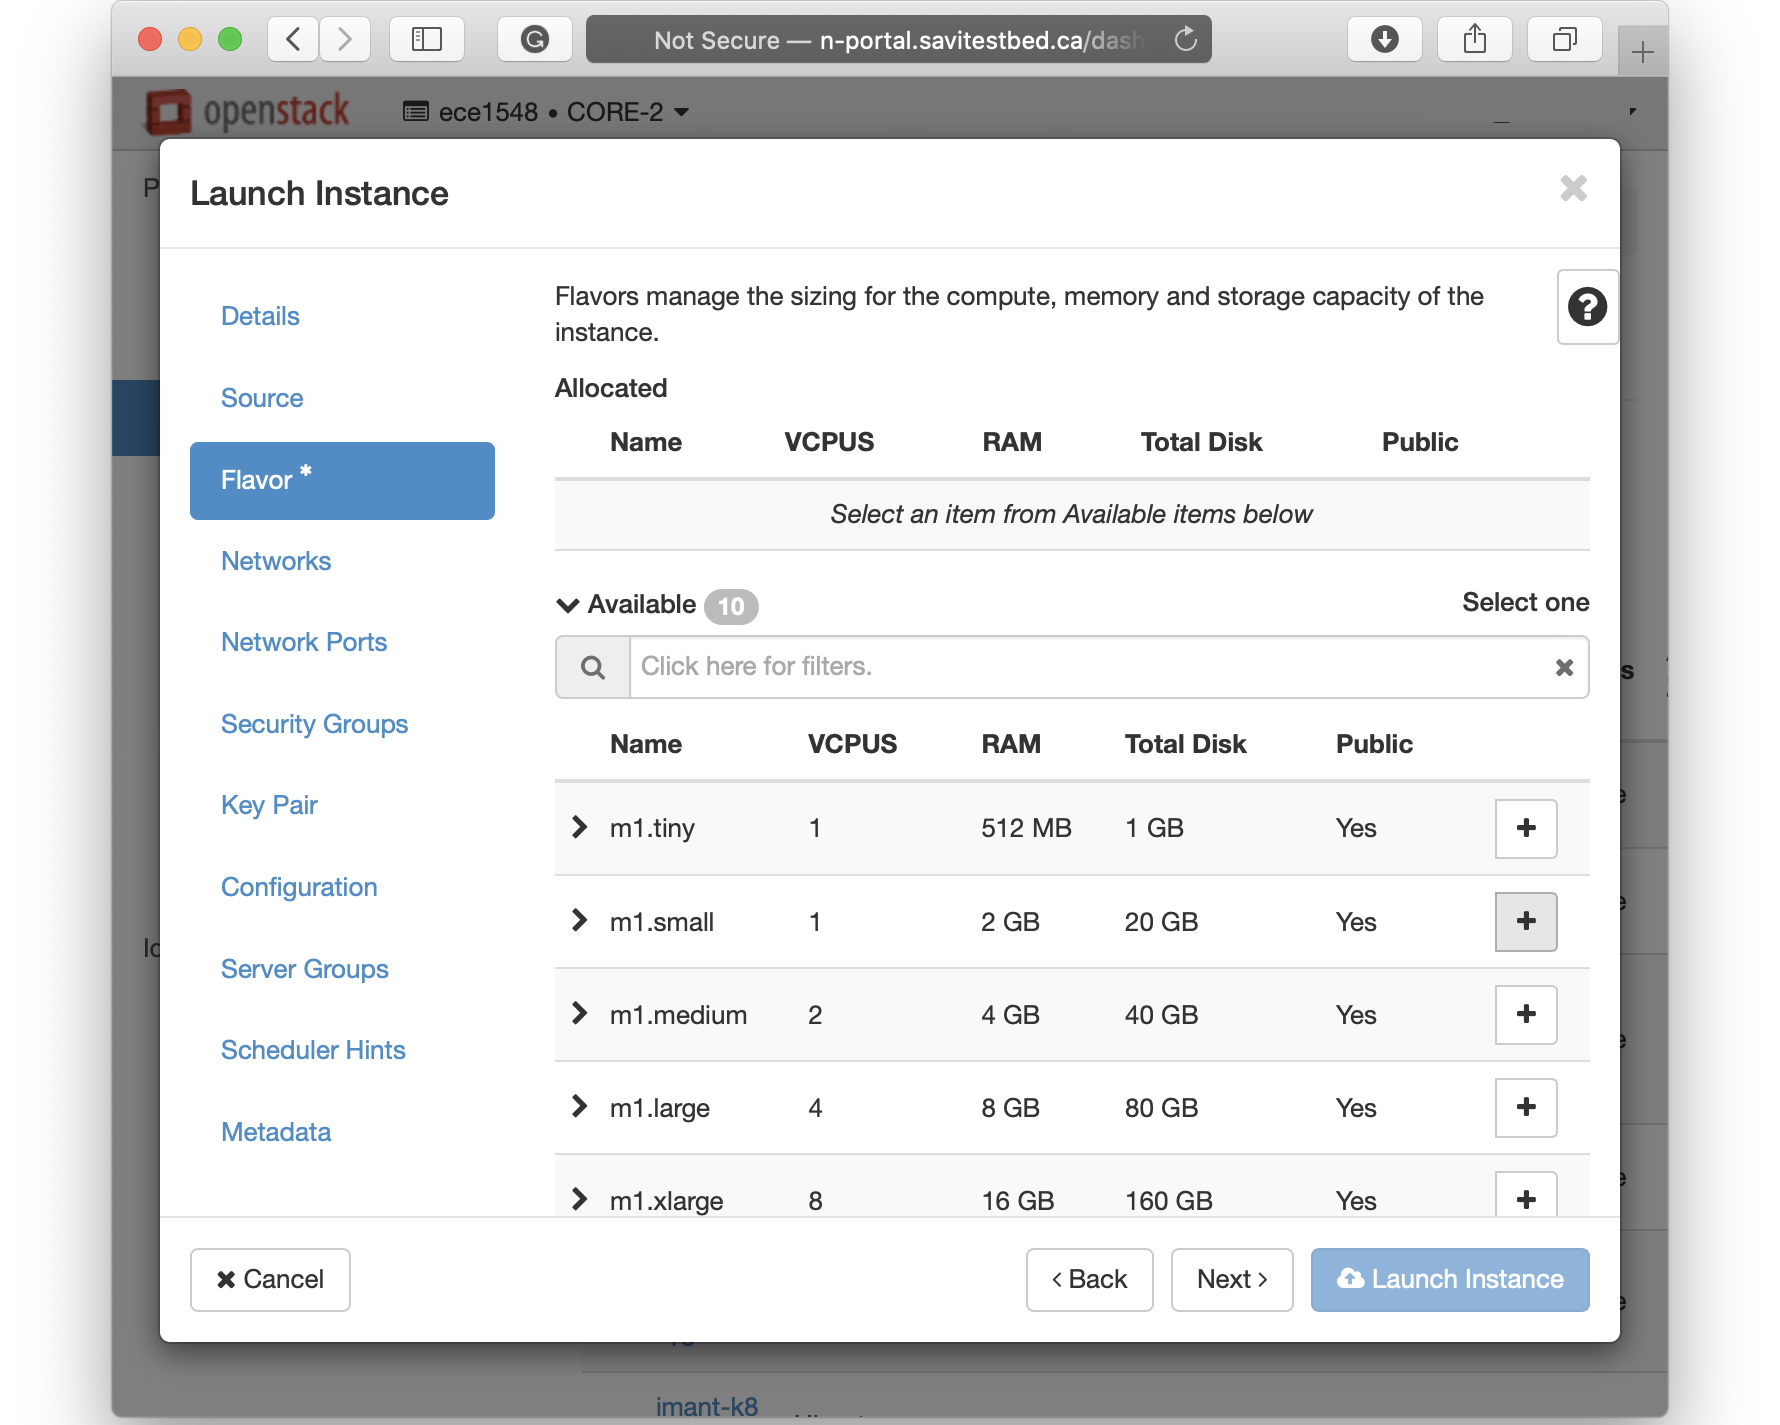 Not Secure — n-portal.savitestbed.ca/dash
openstack
ece1548 • CORE-2
Launch Instance
Details
Source
Flavor *
Networks
Network Ports
Security Groups
Key Pair
Configuration
Server Groups
Scheduler Hints
Metadata
Flavors manage the sizing for the compute, memory and storage capacity of the
instance.
Allocated
Name VCPUS RAM Total Disk Public
Select an item from Available items below
Available 10
Select one
Click here for filters.
Name VCPUS RAM Total Disk Public
m1.tiny 1 512 MB 1 GB Yes
m1.small 1 2 GB 20 GB Yes
m1.medium 2 4 GB 40 GB Yes
m1.large 4 8 GB 80 GB Yes
m1.xlarge 8 16 GB 160 GB Yes
Cancel
‹ Back
Next ›
Launch Instance
imant-k8